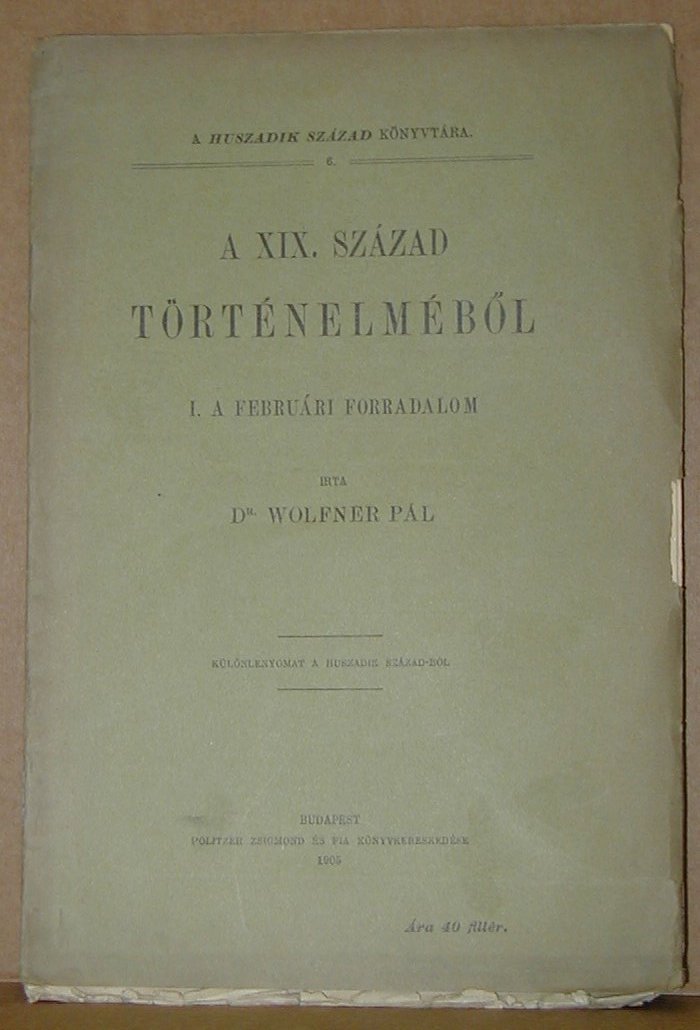 A HUSZADIK SZÁZAD KÖNYVTÁRA.
6.
A XIX. SZÁZAD
TÖRTÉNELMÉBŐL
I. A FEBRUÁRI FORRADALOM
IRTA
DR. WOLFNER PÁL
KÜLÖNLENYOMAT A HUSZADIK SZÁZAD-BÓL
BUDAPEST
POLITZER ZSIGMOND ÉS FIA KÖNYVKERESKEDÉSE
1905
Ára 40 fillér.